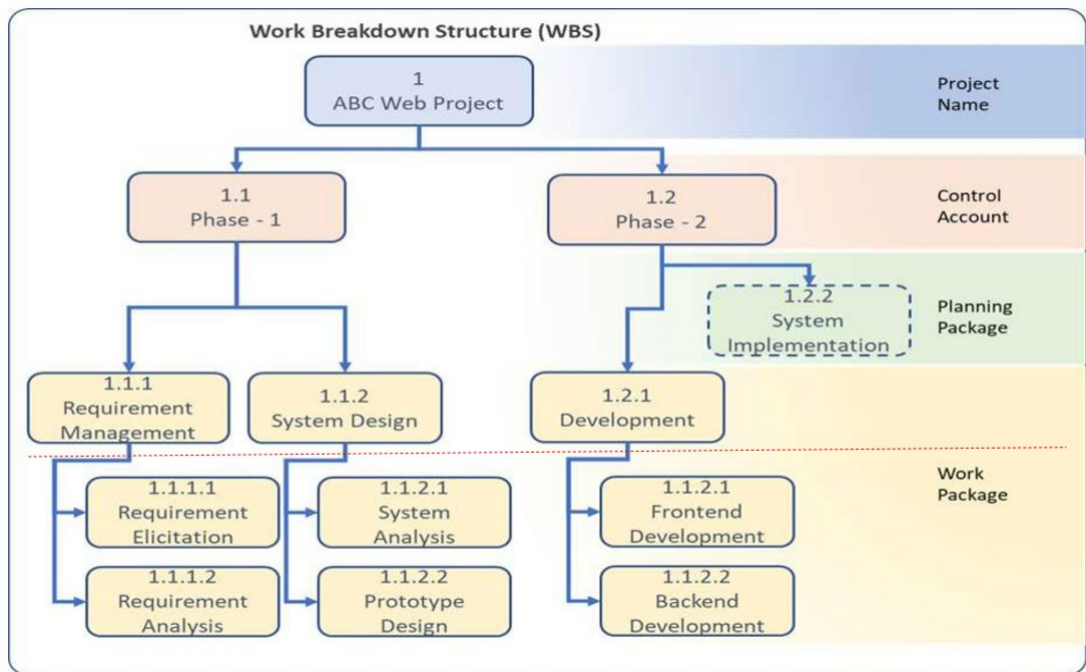 Work Breakdown Structure (WBS)
1
ABC Web Project
Project
Name
1.1
Phase - 1
1.2
Phase - 2
Control
Account
1.2.2
System
Implementation
Planning
Package
1.1.1
Requirement
Management
1.1.2
System Design
1.2.1
Development
Work
Package
1.1.1.1
Requirement
Elicitation
1.1.2.1
System
Analysis
1.1.2.1
Frontend
Development
1.1.1.2
Requirement
Analysis
1.1.2.2
Prototype
Design
1.1.2.2
Backend
Development